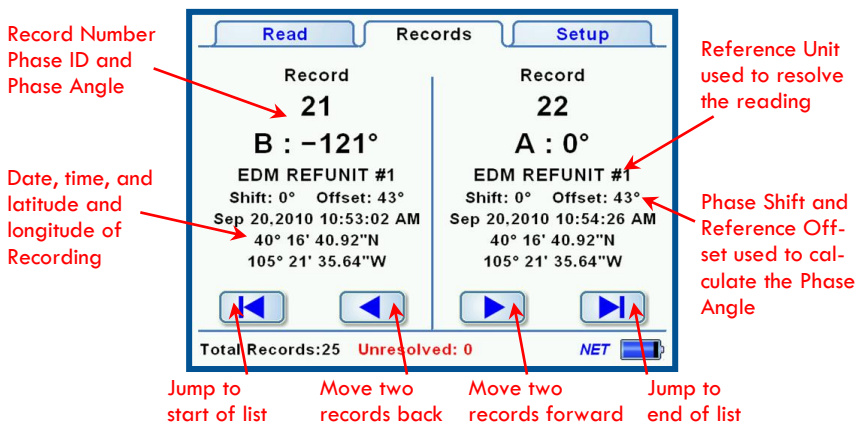 Record Number
Phase ID and
Phase Angle
Date, time, and
latitude and
longitude of
Recording
Read
Records
Setup
Record
21
B : −121°
EDM REFUNIT #1
Shift: 0° Offset: 43°
Sep 20,2010 10:53:02 AM
40° 16' 40.92"N
105° 21' 35.64"W
Record
22
A : 0°
EDM REFUNIT #1
Shift: 0° Offset: 43°
Sep 20,2010 10:54:26 AM
40° 16' 40.92"N
105° 21' 35.64"W
Total Records:25 Unresolved: 0
NET
Reference Unit
used to resolve
the reading
Phase Shift and
Reference Off-
set used to cal-
culate the Phase
Angle
Jump to
start of list
Move two
records back
Move two
records forward
Jump to
end of list